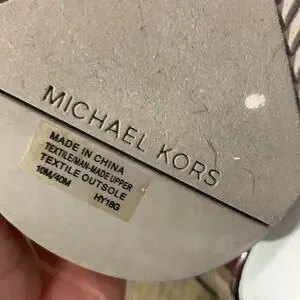 MICHAEL KORS
MADE IN CHINA
TEXTILE/MAN-MADE UPPER
TEXTILE OUTSOLE
10M/40M HY18G